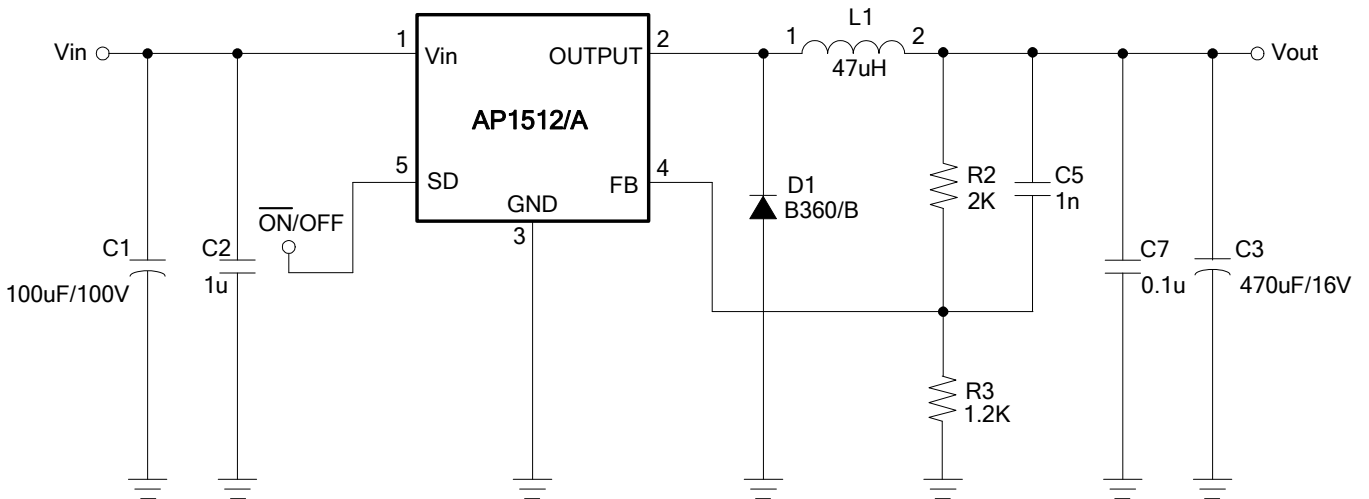 L1
Vin
1
Vin
OUTPUT
2
1
2
47uH
Vout
AP1512/A
5
SD
FB
4
GND
3
ON/OFF
D1
B360/B
R2
2K
C5
1n
C1
100uF/100V
C2
1u
C7
0.1u
C3
470uF/16V
R3
1.2K